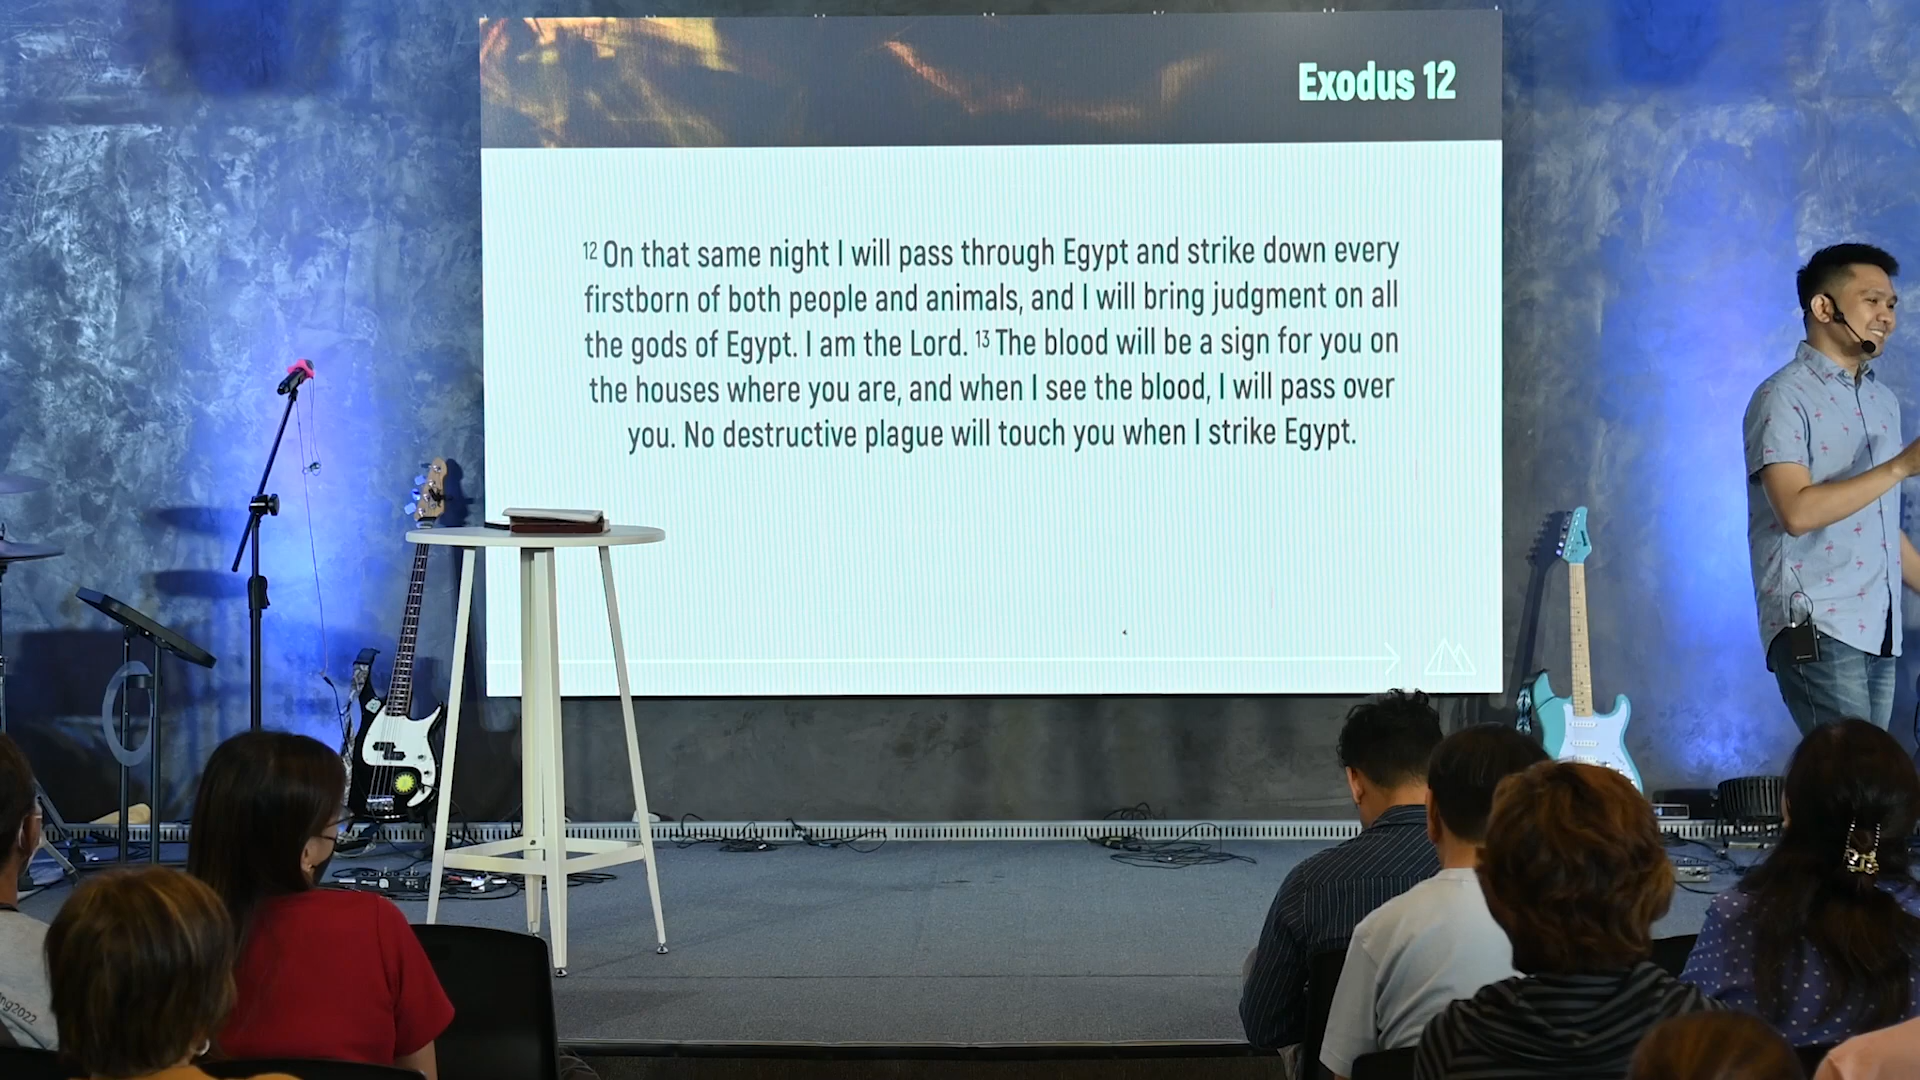 Exodus 12
12 On that same night I will pass through Egypt and strike down every
firstborn of both people and animals, and I will bring judgment on all
the gods of Egypt. I am the Lord. 13 The blood will be a sign for you on
the houses where you are, and when I see the blood, I will pass over
you. No destructive plague will touch you when I strike Egypt.
ng2022